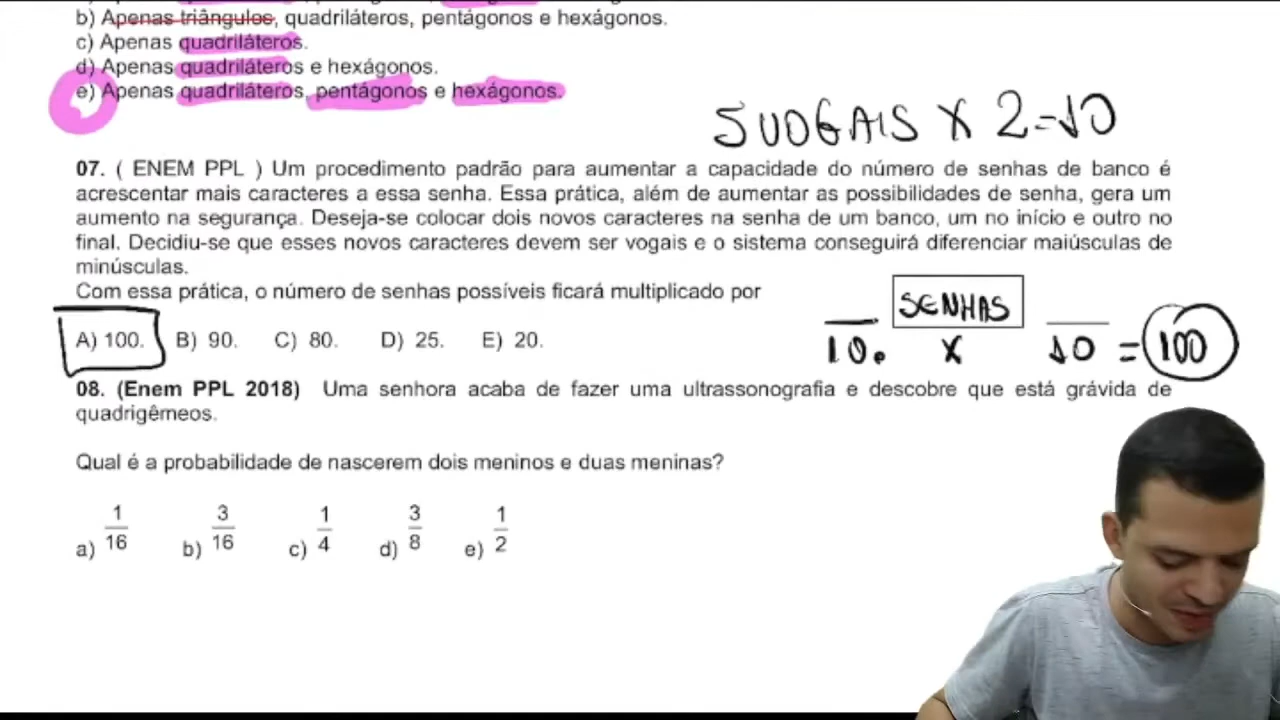 b) Apenas triângulos, quadriláteros, pentágonos e hexágonos.
c) Apenas quadriláteros.
d) Apenas quadriláteros e hexágonos.
e) Apenas quadriláteros, pentágonos e hexágonos.
5 VOGAIS X 2=10
07. ( ENEM PPL ) Um procedimento padrão para aumentar a capacidade do número de senhas de banco é
acrescentar mais caracteres a essa senha. Essa prática, além de aumentar as possibilidades de senha, gera um
aumento na segurança. Deseja-se colocar dois novos caracteres na senha de um banco, um no início e outro no
final. Decidiu-se que esses novos caracteres devem ser vogais e o sistema conseguirá diferenciar maiúsculas de
minúsculas.
Com essa prática, o número de senhas possíveis ficará multiplicado por
SENHAS
A) 100. B) 90. C) 80. D) 25. E) 20.
10. X 10 = 100
08. (Enem PPL 2018) Uma senhora acaba de fazer uma ultrassonografia e descobre que está grávida de
quadrigêmeos.
Qual é a probabilidade de nascerem dois meninos e duas meninas?
a) 1/16 b) 3/16 c) 1/4 d) 3/8 e) 1/2